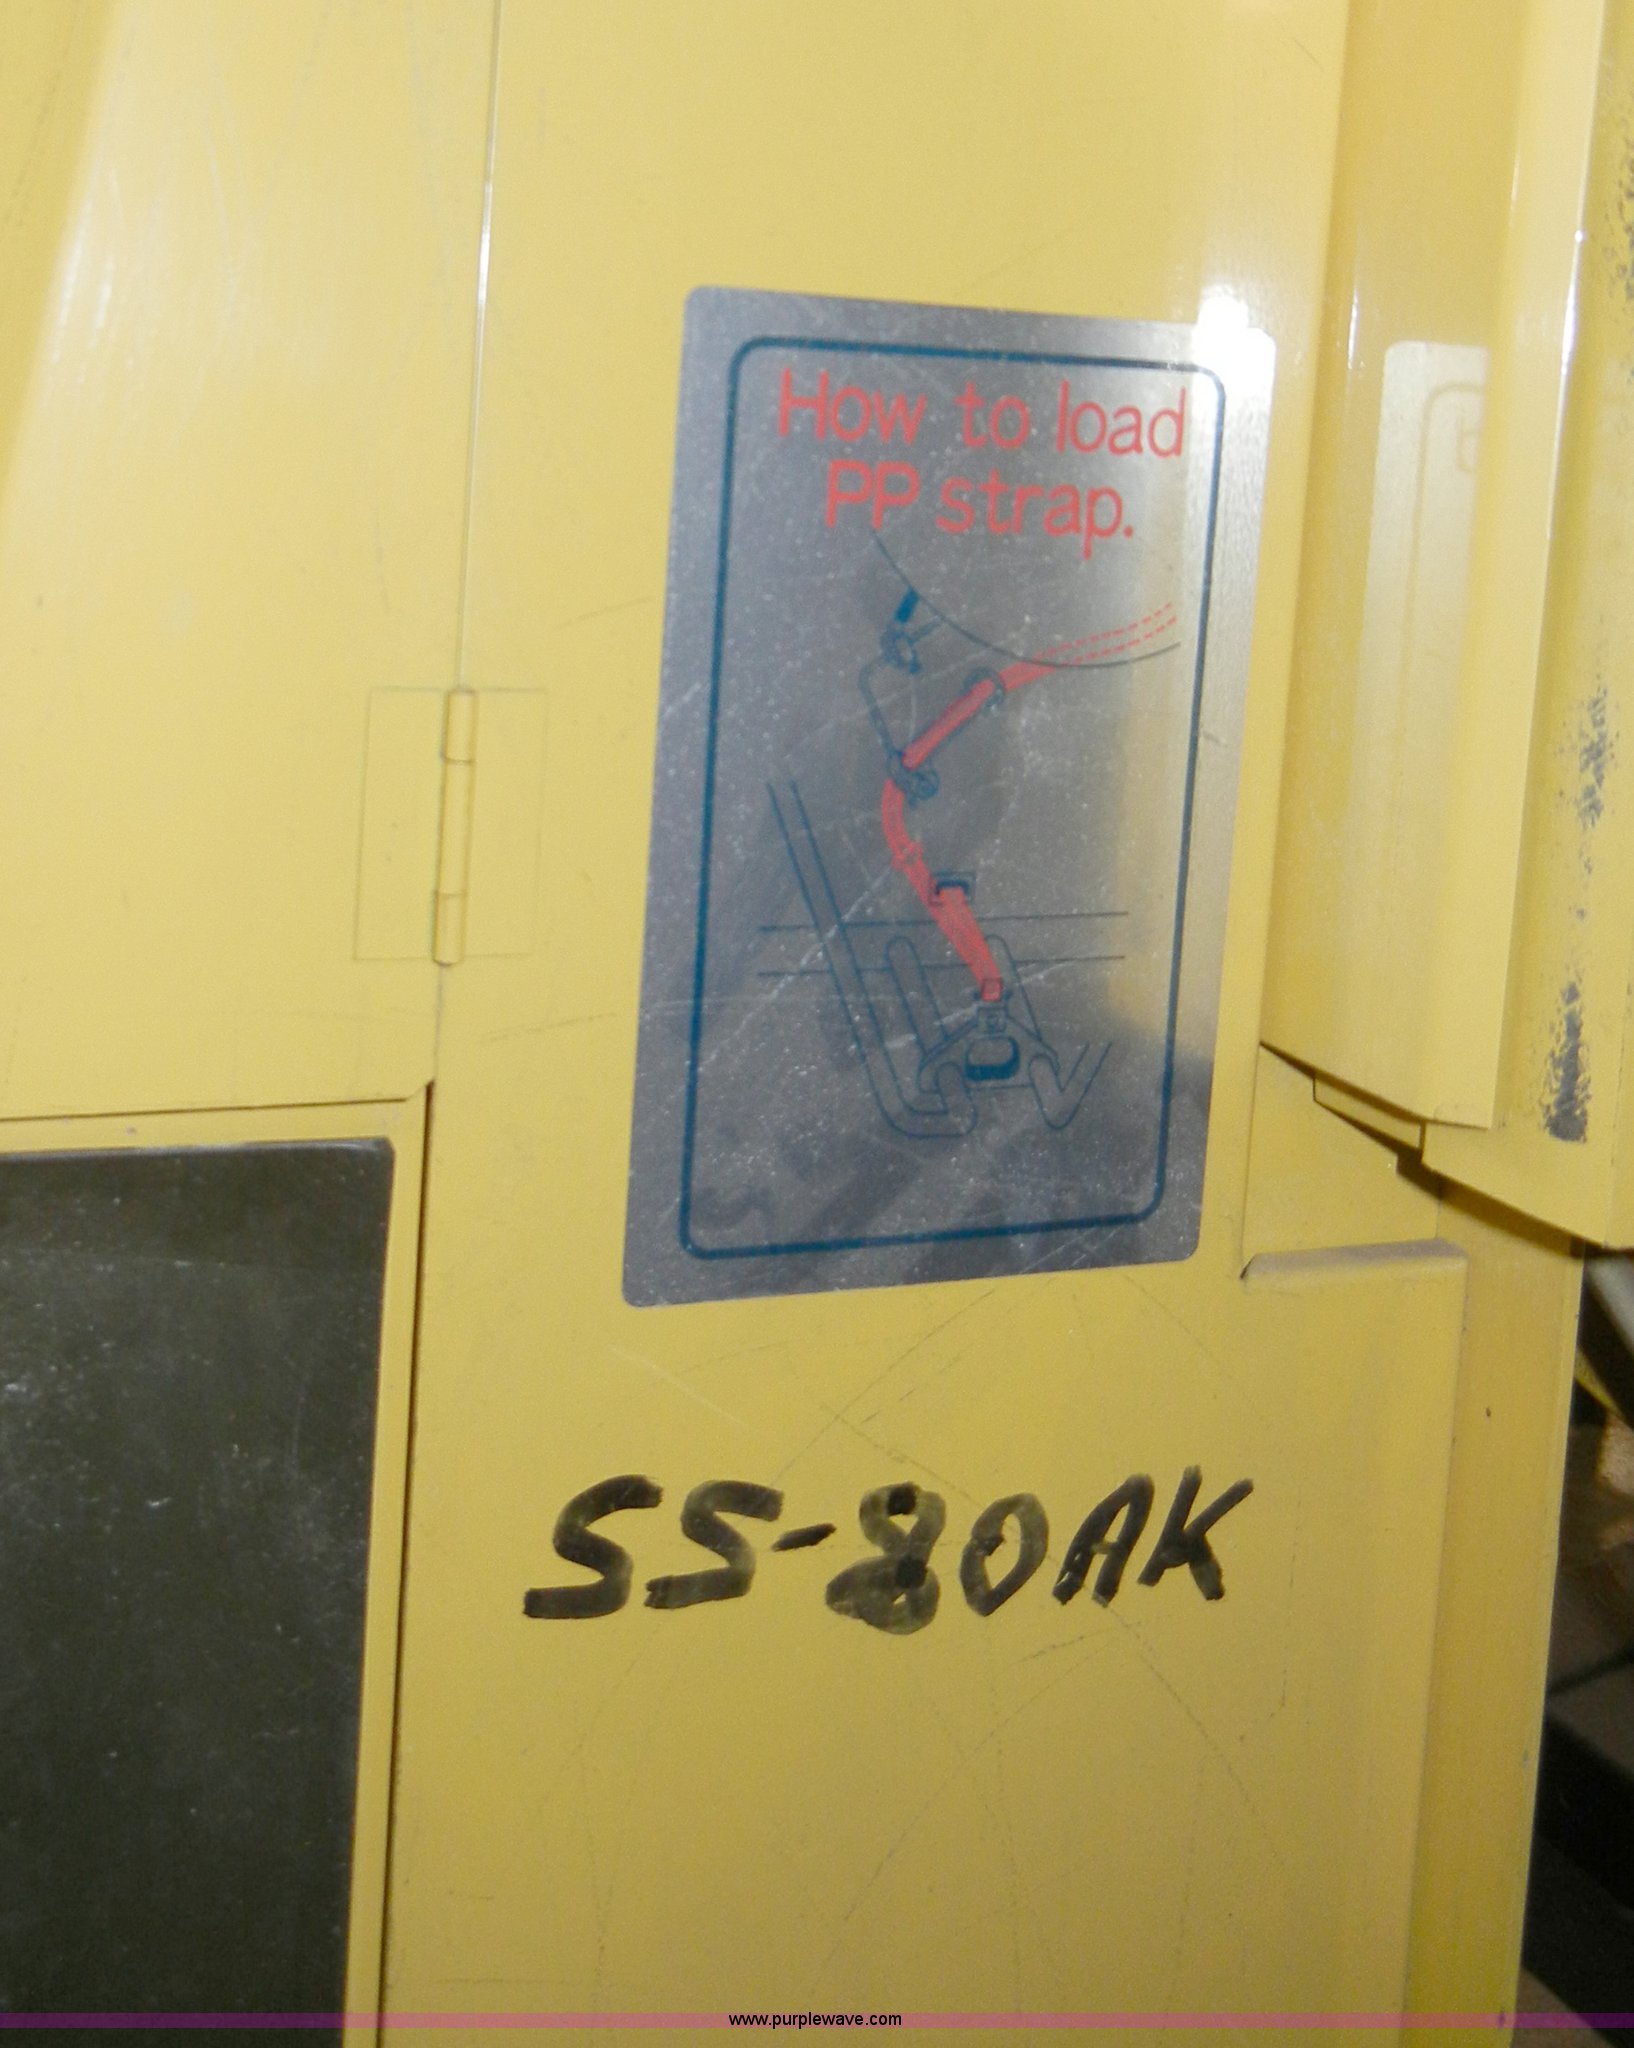 How to load
PP strap.
SS-80AK
www.purplewave.com